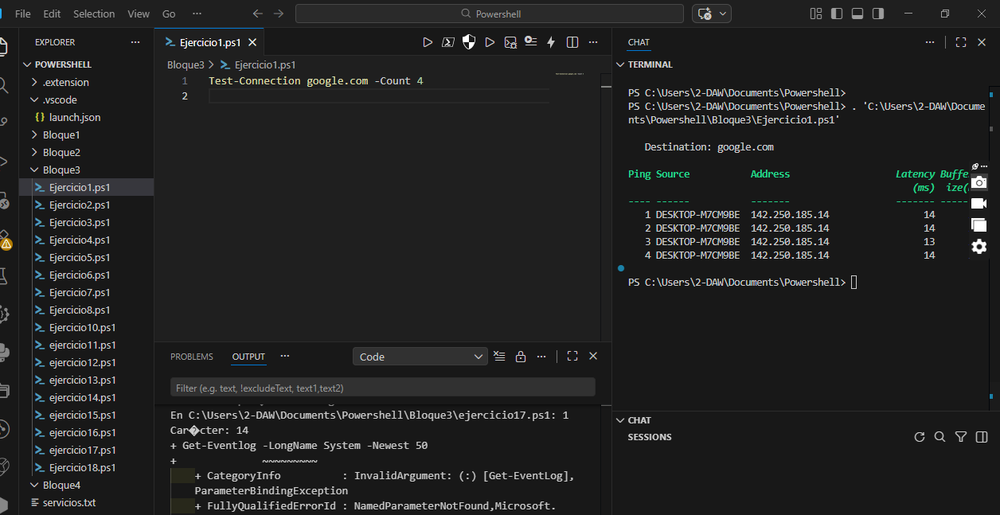 File Edit Selection View Go ··· Powershell
EXPLORER ···
POWERSHELL
.extension
.vscode
{} launch.json
Bloque1
Bloque2
Bloque3
Ejercicio1.ps1
Ejercicio2.ps1
Ejercicio3.ps1
Ejercicio4.ps1
Ejercicio5.ps1
Ejercicio6.ps1
Ejercicio7.ps1
Ejercicio8.ps1
Ejercicio10.ps1
ejercicio11.ps1
ejercicio12.ps1
ejercicio13.ps1
ejercicio14.ps1
ejercicio15.ps1
ejercicio16.ps1
ejercicio17.ps1
Ejercicio18.ps1
Bloque4
servicios.txt
Ejercicio1.ps1
Bloque3 > Ejercicio1.ps1
1 Test-Connection google.com -Count 4
2
PROBLEMS OUTPUT ··· Code
Filter (e.g. text, !excludeText, text1,text2)
En C:\Users\2-DAW\Documents\Powershell\Bloque3\ejercicio17.ps1: 1
Car�cter: 14
+ Get-Eventlog -LongName System -Newest 50
+ ~~~~~~~~~
+ CategoryInfo : InvalidArgument: (:) [Get-EventLog],
ParameterBindingException
+ FullyQualifiedErrorId : NamedParameterNotFound,Microsoft.
CHAT
TERMINAL
PS C:\Users\2-DAW\Documents\Powershell>
PS C:\Users\2-DAW\Documents\Powershell> . 'C:\Users\2-DAW\Docume
nts\Powershell\Bloque3\Ejercicio1.ps1'
Destination: google.com
Ping Source Address Latency Buffe
(ms) ize(
---- ------ ------- ------- -----
1 DESKTOP-M7CM9BE 142.250.185.14 14
2 DESKTOP-M7CM9BE 142.250.185.14 14
3 DESKTOP-M7CM9BE 142.250.185.14 13
4 DESKTOP-M7CM9BE 142.250.185.14 14
PS C:\Users\2-DAW\Documents\Powershell>
CHAT
SESSIONS